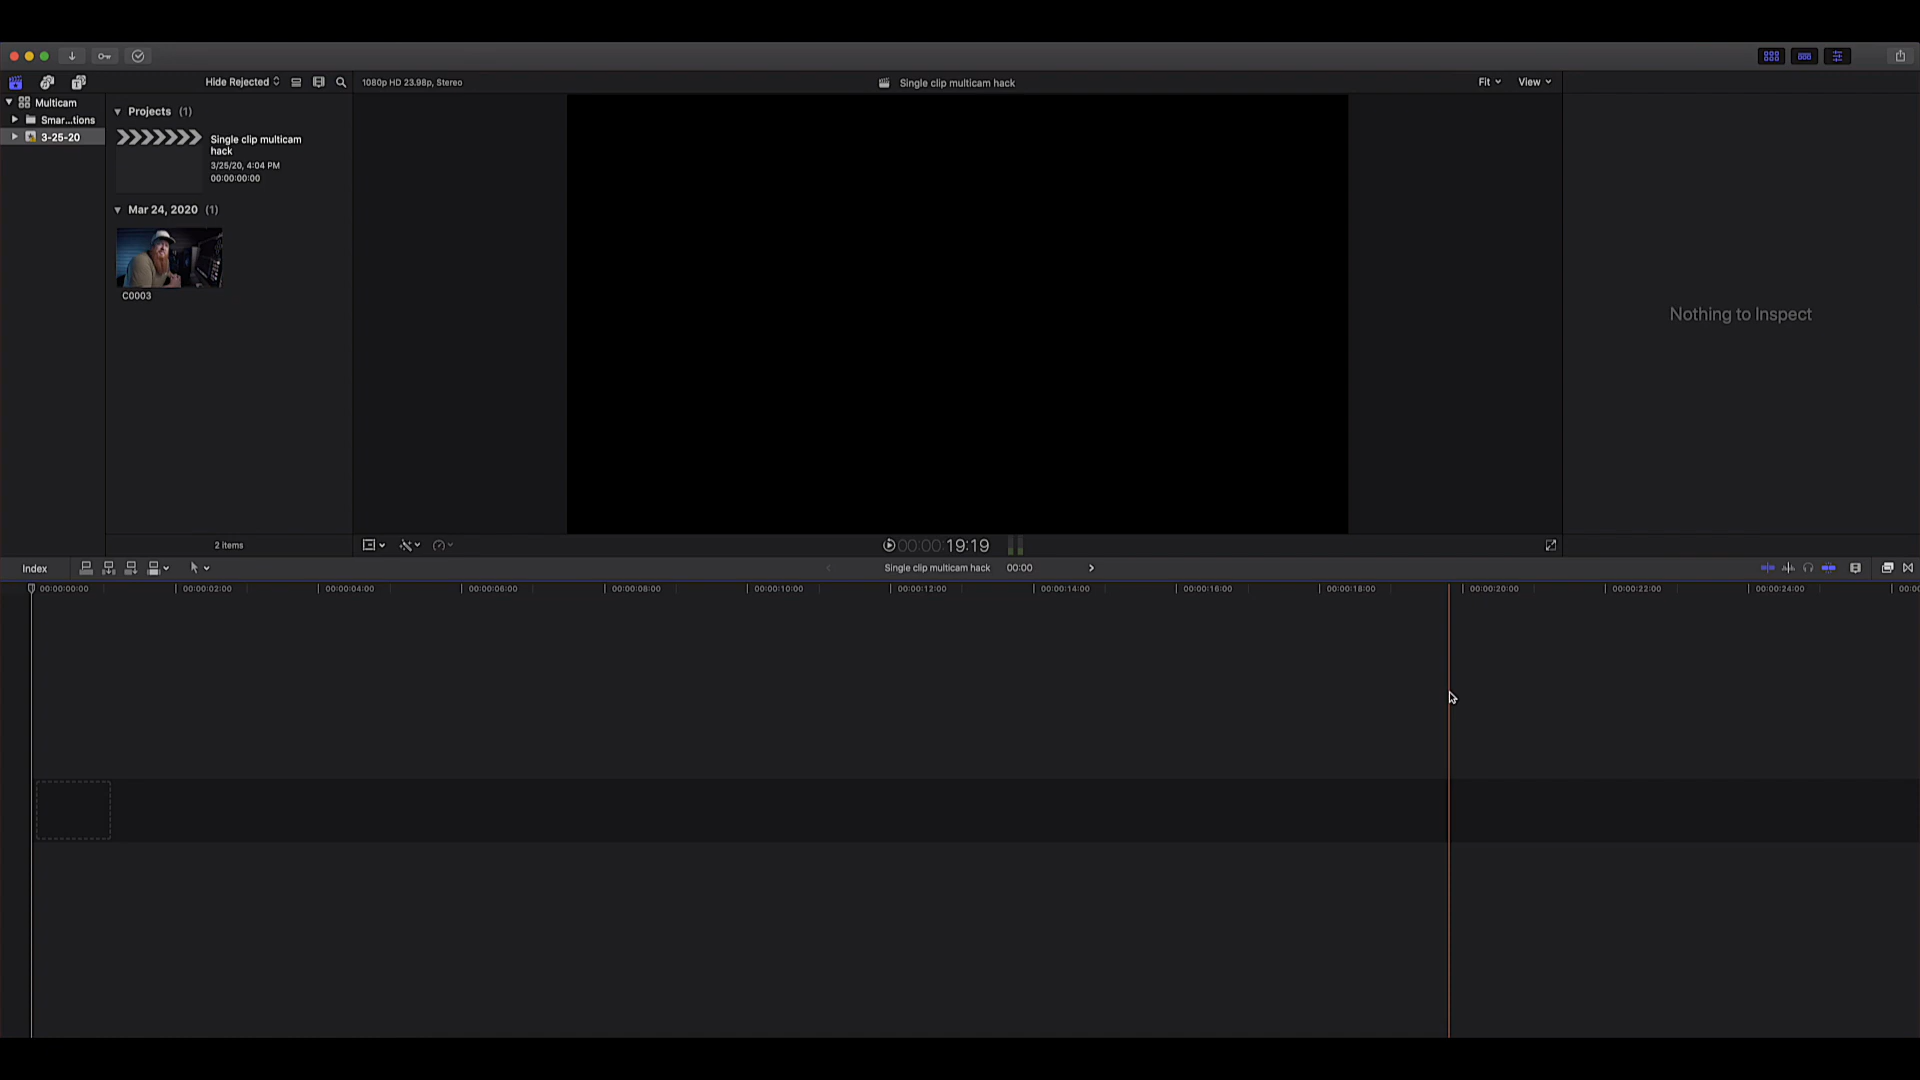 Hide Rejected
1080p HD 23.98p, Stereo
Single clip multicam hack
Fit
View
Multicam
Smar...tions
3-25-20
Projects (1)
Single clip multicam
hack
3/25/20, 4:04 PM
00:00:00:00
Mar 24, 2020 (1)
C0003
Nothing to Inspect
2 items
00:00:00:19:19
Index
Single clip multicam hack 00:00
00:00:00:00
00:00:02:00
00:00:04:00
00:00:06:00
00:00:08:00
00:00:10:00
00:00:12:00
00:00:14:00
00:00:16:00
00:00:18:00
00:00:20:00
00:00:22:00
00:00:24:00